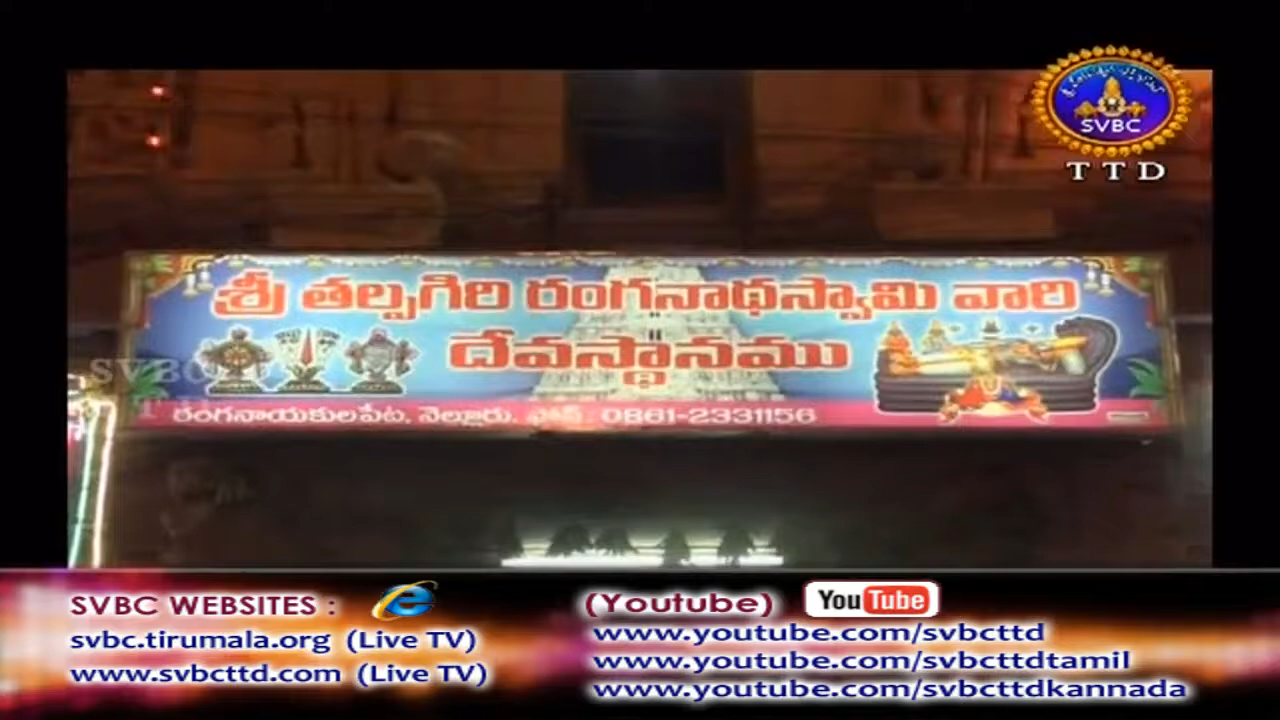 SVBC
T T D
శ్రీ తల్పగిరి రంగనాథస్వామి వారి
దేవస్థానము
SVBC
రంగనాయకులపేట, నెల్లూరు. ఫోన్ : 0861-2331156
SVBC WEBSITES :
svbc.tirumala.org (Live TV)
www.svbcttd.com (Live TV)
(Youtube) YouTube
www.youtube.com/svbcttd
www.youtube.com/svbcttdtamil
www.youtube.com/svbcttdkannada